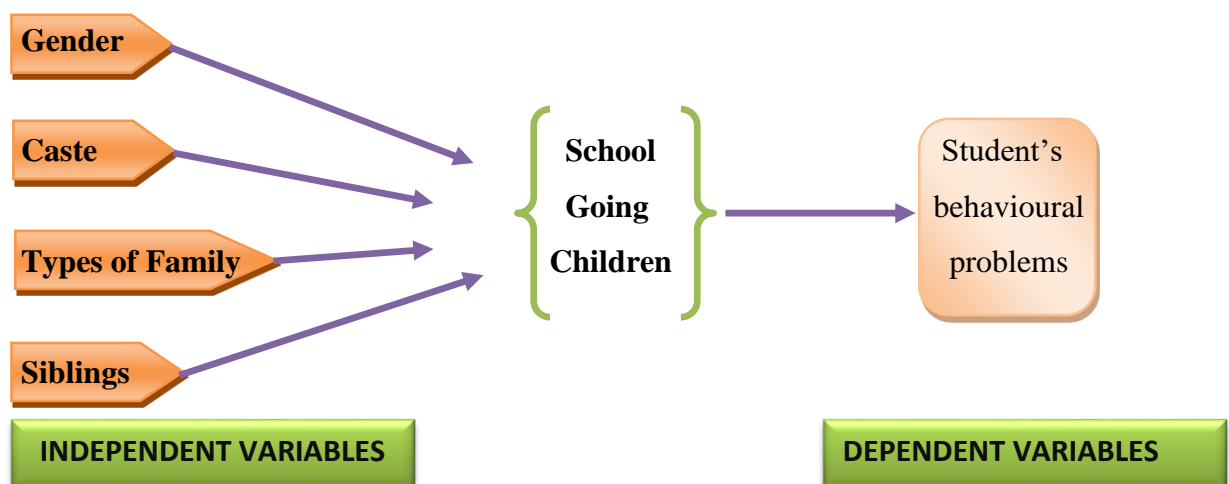 Gender
Caste
Types of Family
Siblings
School
Going
Children
Student’s
behavioural
problems
INDEPENDENT VARIABLES
DEPENDENT VARIABLES